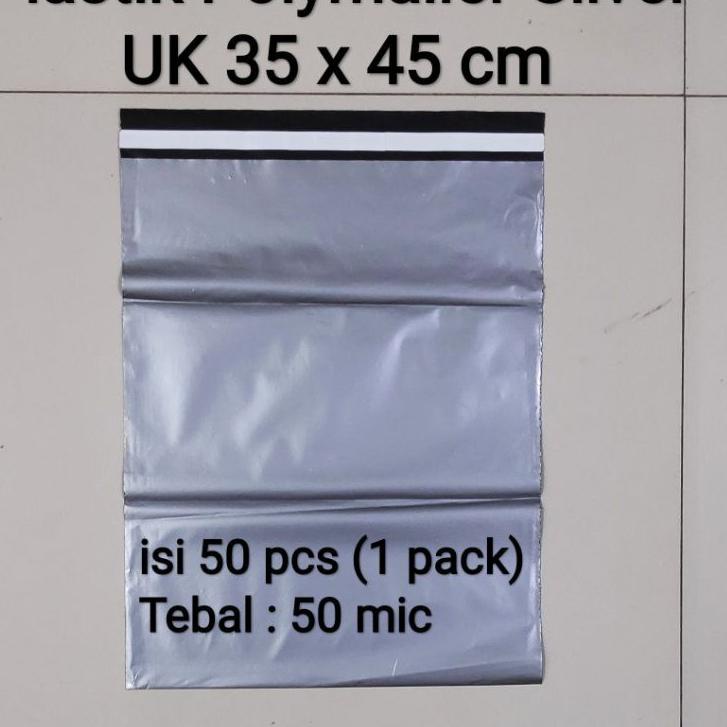 UK 35 x 45 cm
isi 50 pcs (1 pack)
Tebal : 50 mic